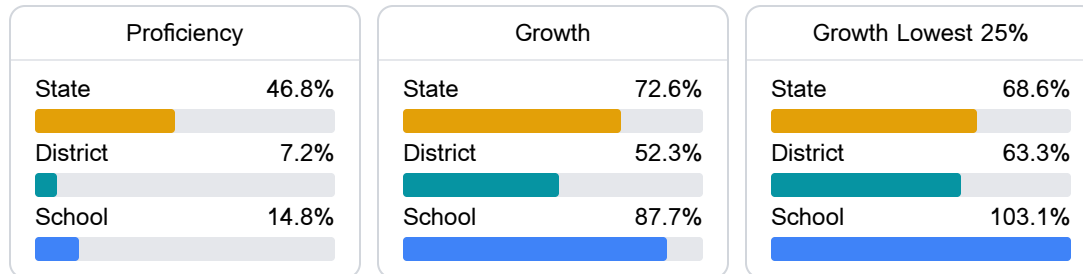 Proficiency
State 46.8%
District 7.2%
School 14.8%
Growth
State 72.6%
District 52.3%
School 87.7%
Growth Lowest 25%
State 68.6%
District 63.3%
School 103.1%